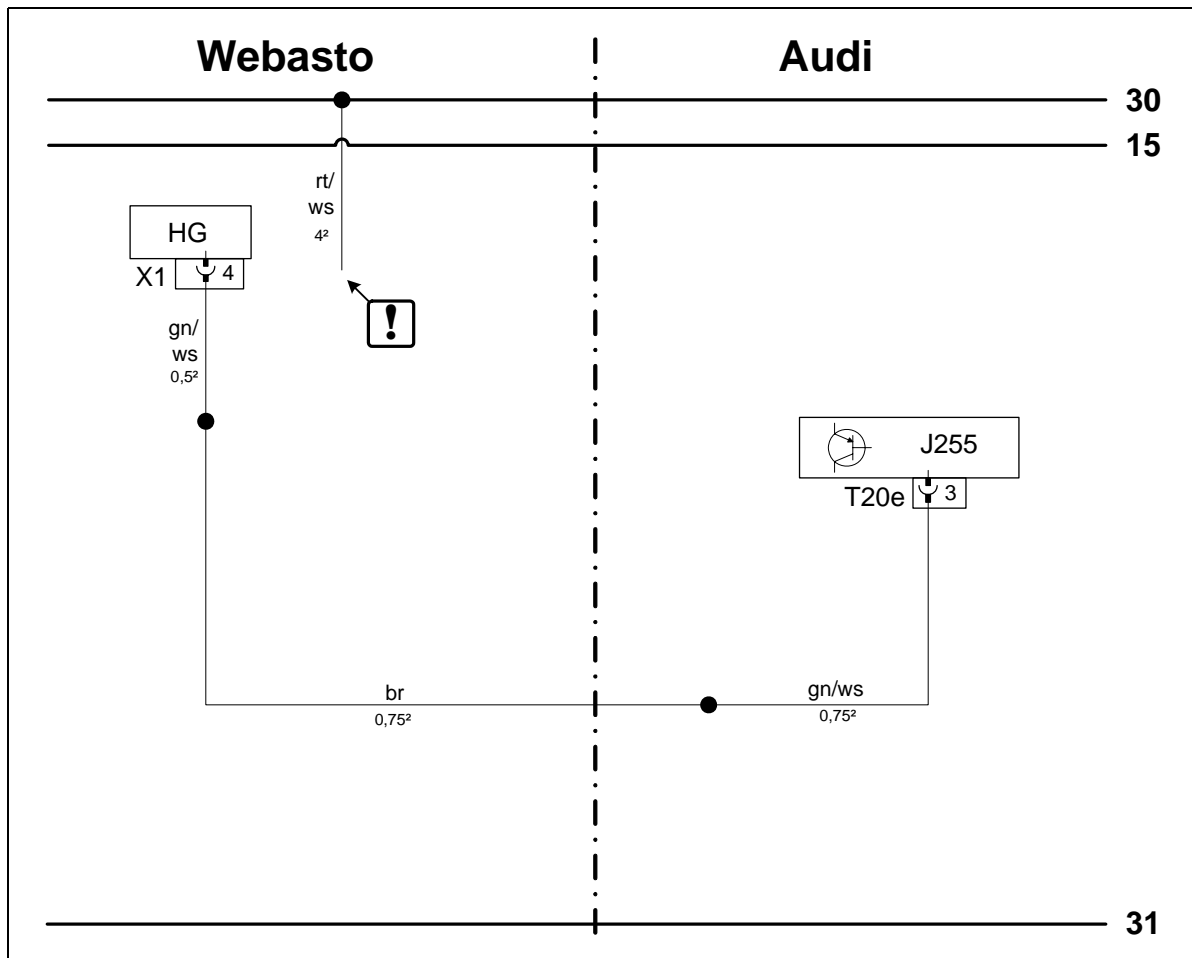 Webasto
Audi
30
15
rt/
ws
4²
HG
X1
4
gn/
ws
0,5²
!
J255
T20e
3
br
0,75²
gn/ws
0,75²
31